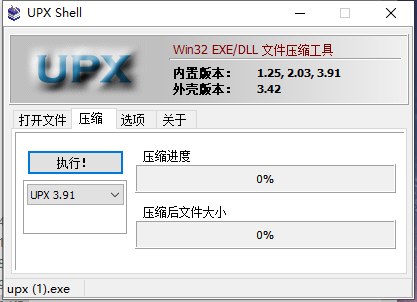 UPX Shell
UPX
Win32 EXE/DLL 文件压缩工具
内置版本： 1.25, 2.03, 3.91
外壳版本： 3.42
打开文件 压缩 选项 关于
执行！
UPX 3.91
压缩进度
0%
压缩后文件大小
0%
upx (1).exe